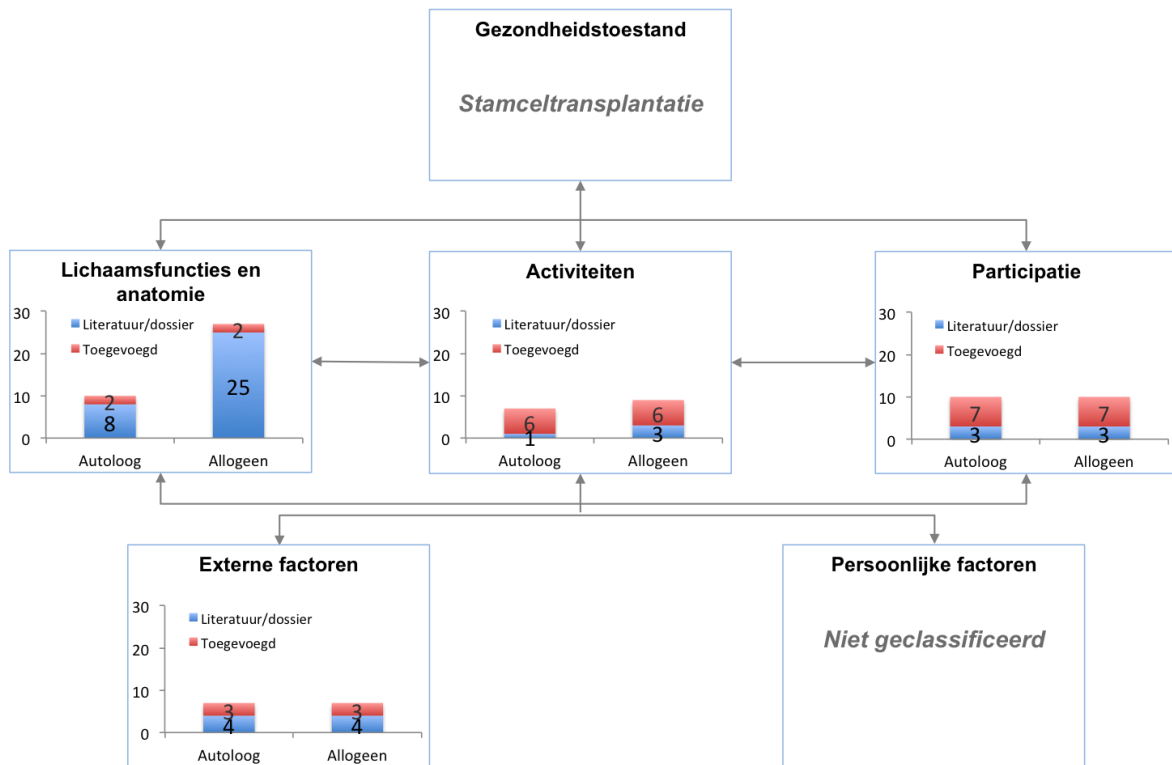 Gezondheidstoestand
Stamceltransplantatie
Lichaamsfuncties en
anatomie
30
20
10
0
Literatuur/dossier
Toegevoegd
2
8
2
25
Autoloog
Allogeen
Activiteiten
30
20
10
0
Literatuur/dossier
Toegevoegd
6
1
6
3
Autoloog
Allogeen
Participatie
30
20
10
0
Literatuur/dossier
Toegevoegd
7
3
7
3
Autoloog
Allogeen
Externe factoren
30
20
10
0
Literatuur/dossier
Toegevoegd
3
4
3
4
Autoloog
Allogeen
Persoonlijke factoren
Niet geclassificeerd